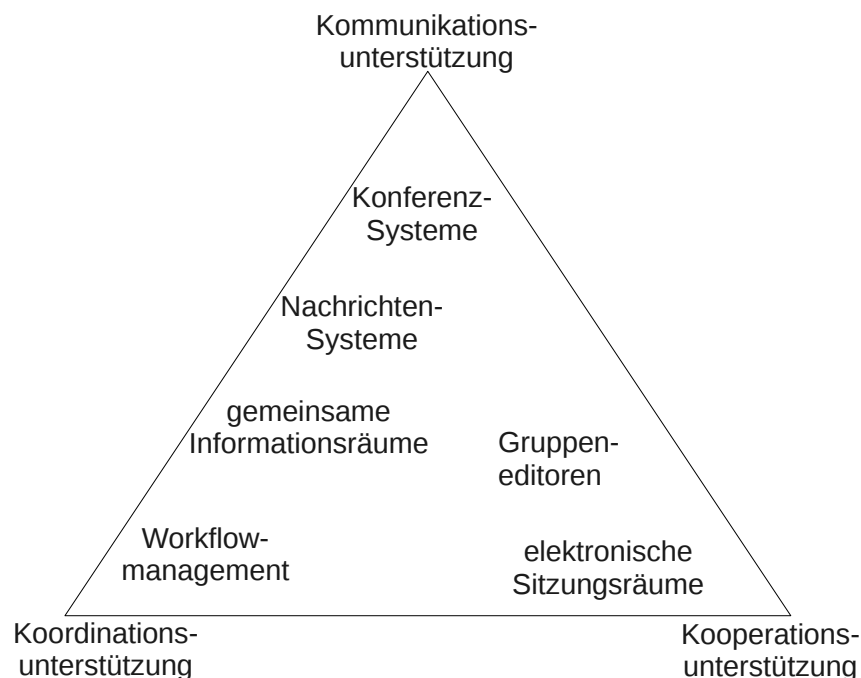 Kommunikations-
unterstützung
Konferenz-
Systeme
Nachrichten-
Systeme
gemeinsame
Informationsräume
Gruppen-
editoren
Workflow-
management
elektronische
Sitzungsräume
Koordinations-
unterstützung
Kooperations-
unterstützung